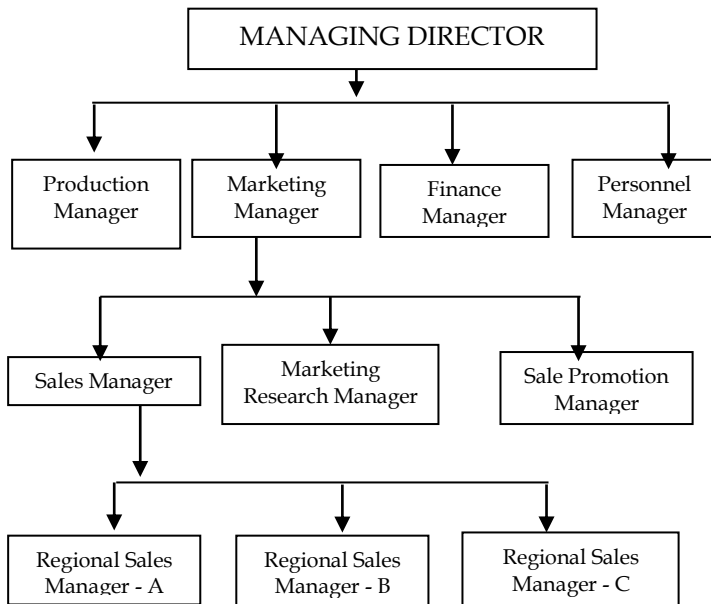 MANAGING DIRECTOR
Production
Manager
Marketing
Manager
Finance
Manager
Personnel
Manager
Sales Manager
Marketing
Research Manager
Sale Promotion
Manager
Regional Sales
Manager - A
Regional Sales
Manager - B
Regional Sales
Manager - C